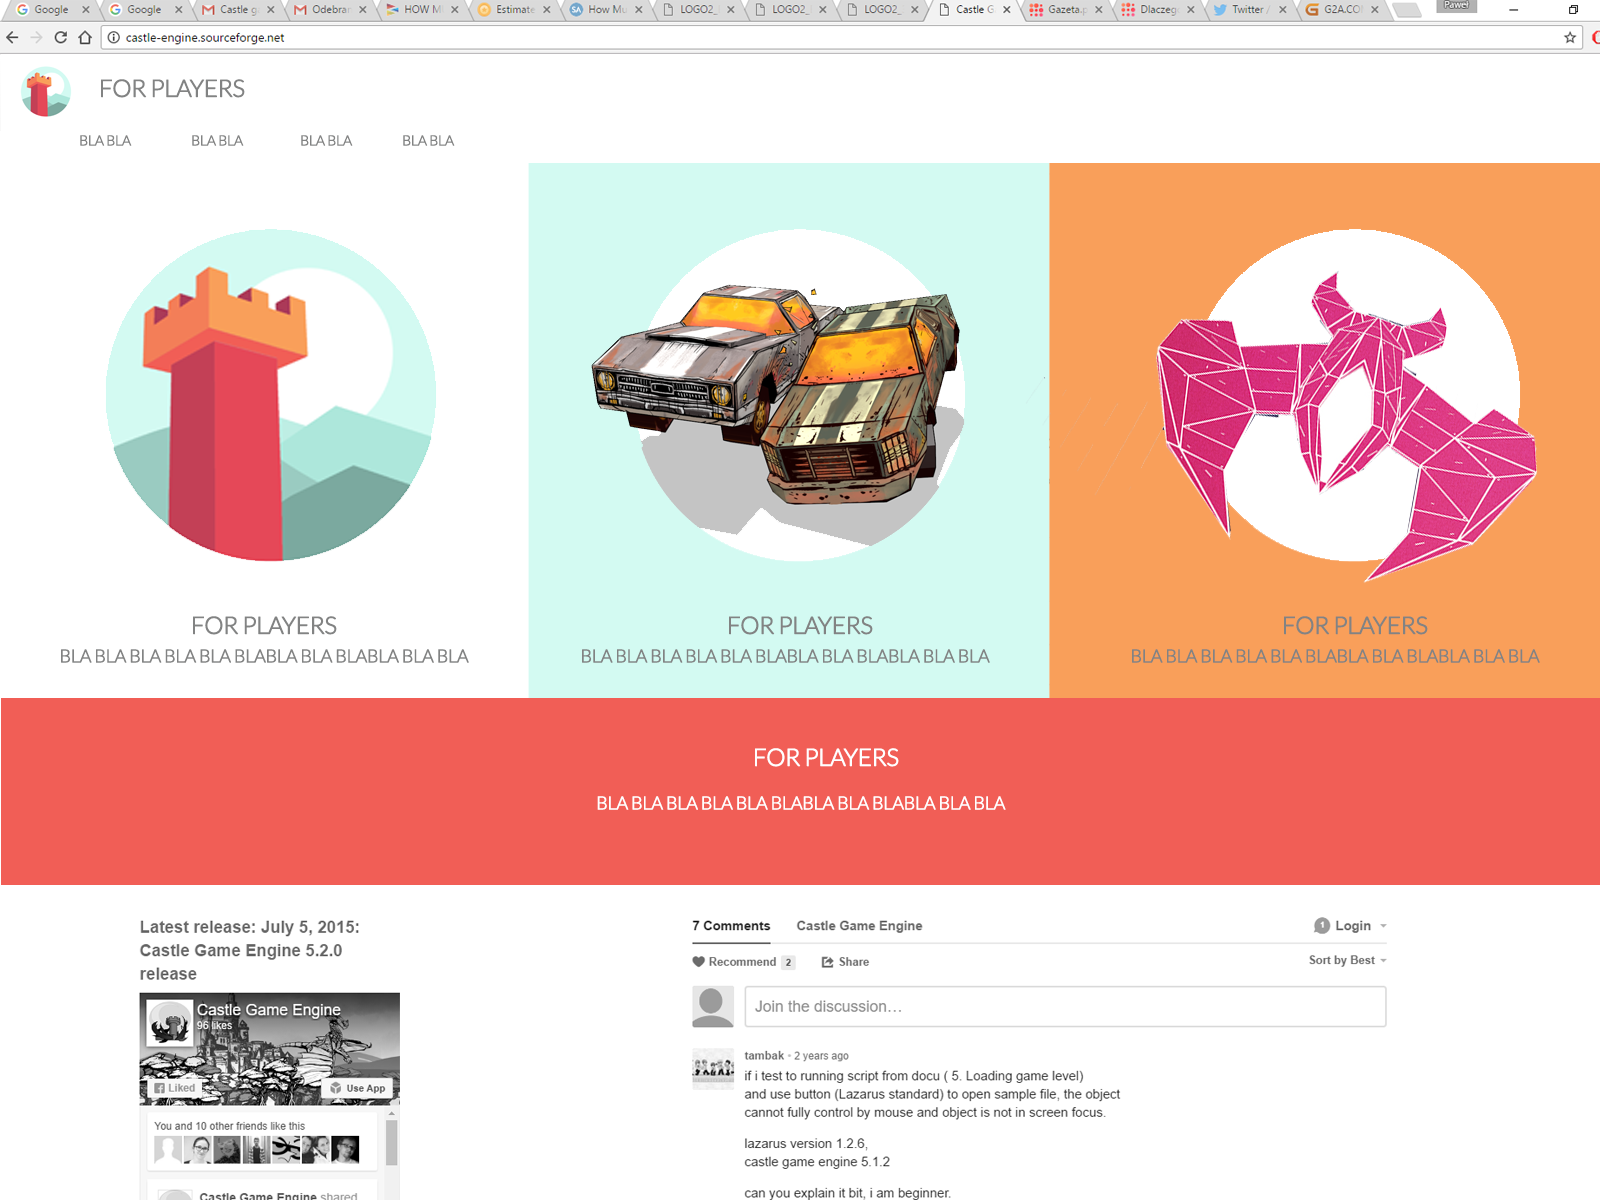 Google
Google
Castle g
Odebra
HOW M
Estimate
How Mu
LOGO2_
LOGO2_
LOGO2_
Castle G
Gazeta.p
Dlaczeg
Twitter /
G2A.CO
Paweł
castle-engine.sourceforge.net
FOR PLAYERS
BLA BLA BLA BLA BLA BLA BLA BLA
FOR PLAYERS
BLA BLA BLA BLA BLA BLABLA BLA BLABLA BLA BLA
FOR PLAYERS
BLA BLA BLA BLA BLA BLABLA BLA BLABLA BLA BLA
FOR PLAYERS
BLA BLA BLA BLA BLA BLABLA BLA BLABLA BLA BLA
FOR PLAYERS
BLA BLA BLA BLA BLA BLABLA BLA BLABLA BLA BLA
Latest release: July 5, 2015:
Castle Game Engine 5.2.0
release
Castle Game Engine
96 likes
Liked
Use App
You and 10 other friends like this
Castle Game Engine shared
7 Comments
Castle Game Engine
1 Login
Recommend 2
Share
Sort by Best
Join the discussion…
tambak • 2 years ago
if i test to running script from docu ( 5. Loading game level)
and use button (Lazarus standard) to open sample file, the object
cannot fully control by mouse and object is not in screen focus.
lazarus version 1.2.6,
castle game engine 5.1.2
can you explain it bit, i am beginner.